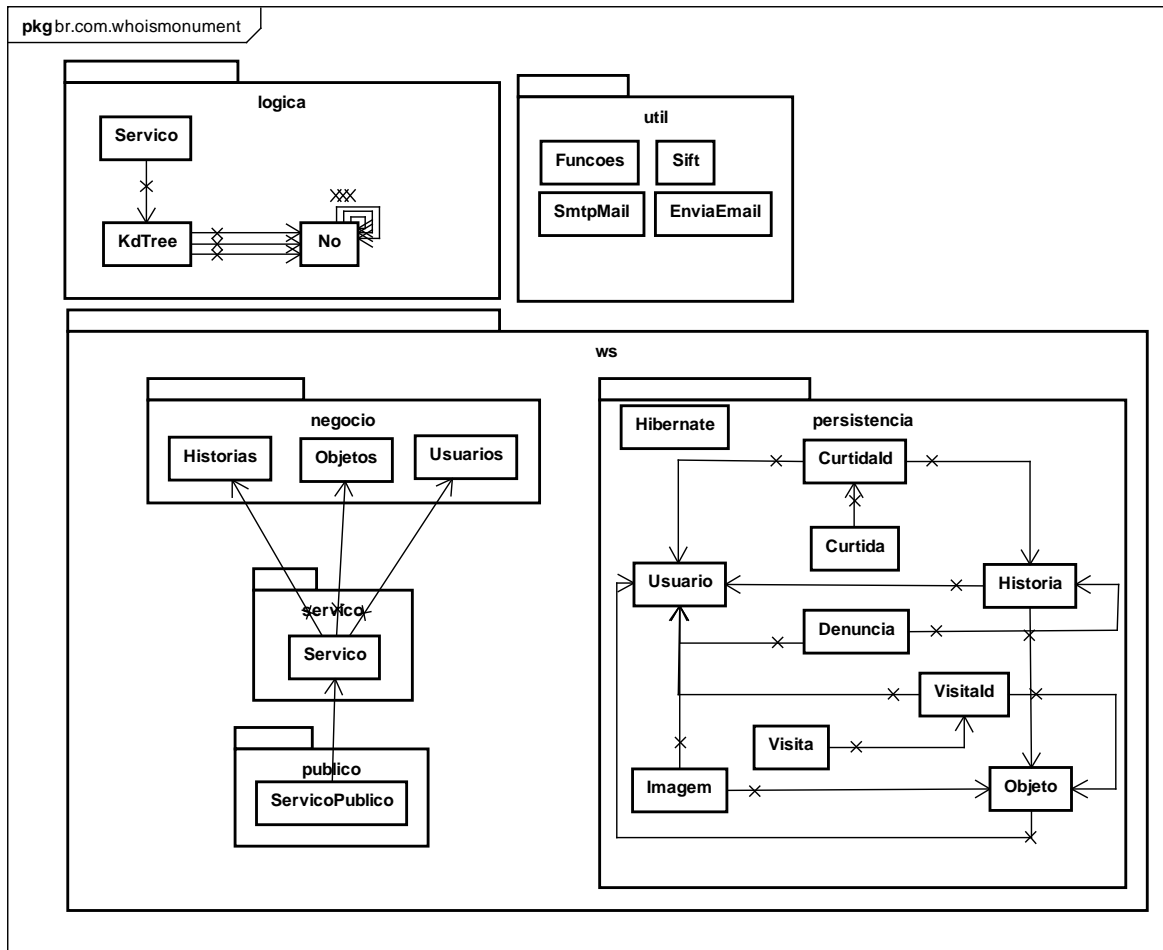 pkg br.com.whoismonument
logica
Servico
KdTree
No
util
Funcoes
Sift
SmtpMail
EnviaEmail
ws
negocio
Historias
Objetos
Usuarios
servico
Servico
publico
ServicoPublico
persistencia
Hibernate
CurtidaId
Curtida
Usuario
Historia
Denuncia
VisitaId
Visita
Imagem
Objeto